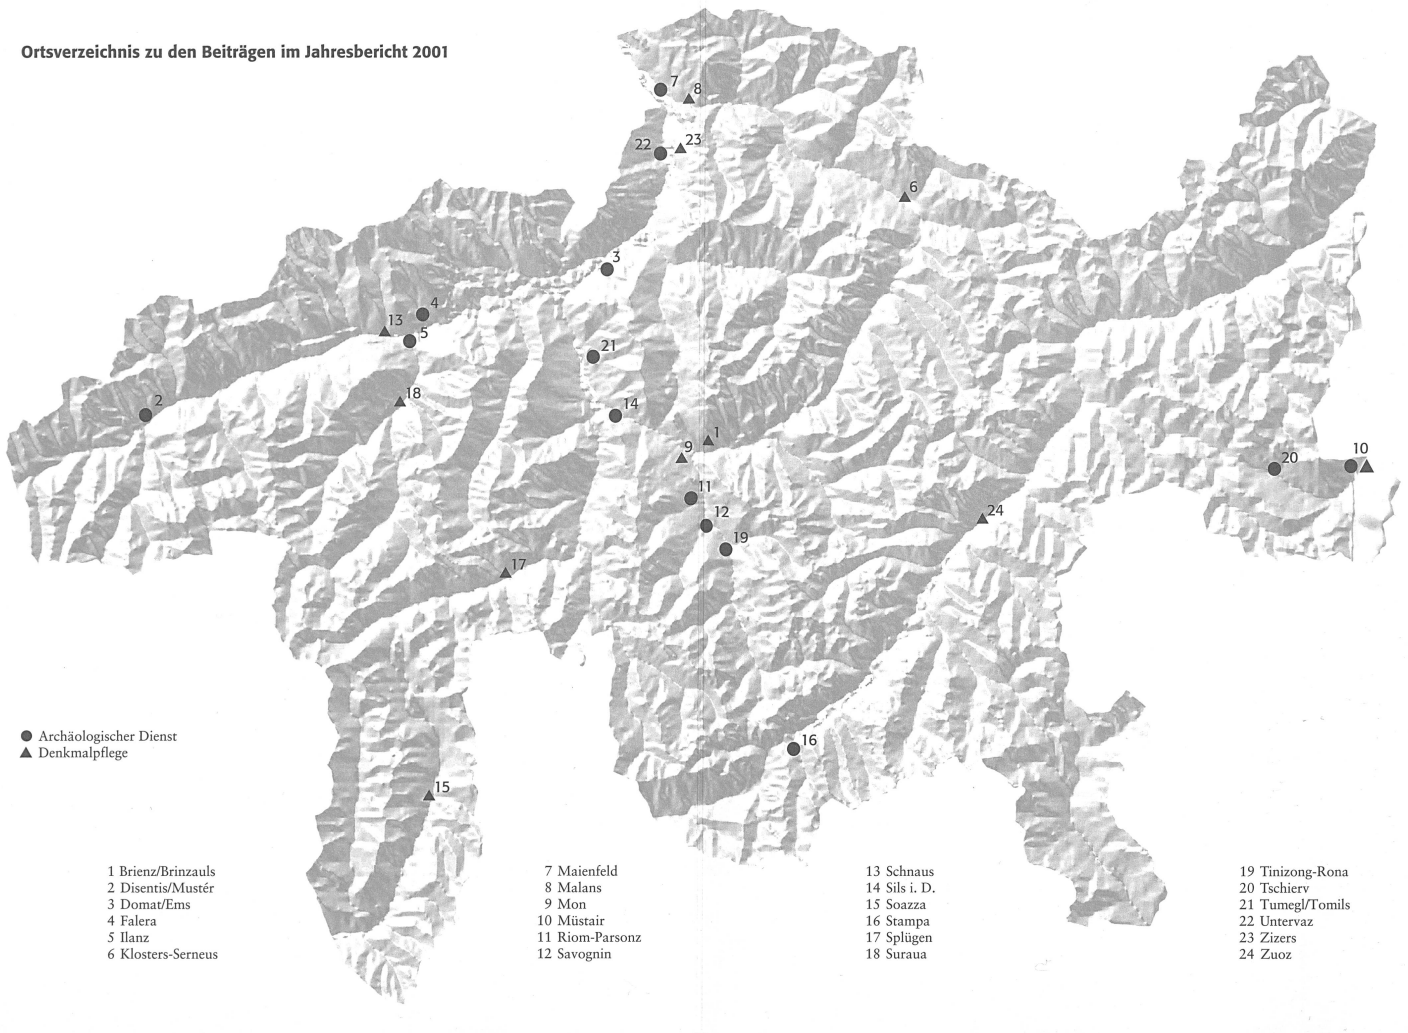 Ortsverzeichnis zu den Beiträgen im Jahresbericht 2001
7
8
22
23
6
3
4
13
5
21
18
2
14
1
9
10
20
11
12
24
19
17
16
15
Archäologischer Dienst
Denkmalpflege
1 Brienz/Brinzauls
2 Disentis/Mustér
3 Domat/Ems
4 Falera
5 Ilanz
6 Klosters-Serneus
7 Maienfeld
8 Malans
9 Mon
10 Müstair
11 Riom-Parsonz
12 Savognin
13 Schnaus
14 Sils i. D.
15 Soazza
16 Stampa
17 Splügen
18 Suraua
19 Tinizong-Rona
20 Tschierv
21 Tumegl/Tomils
22 Untervaz
23 Zizers
24 Zuoz